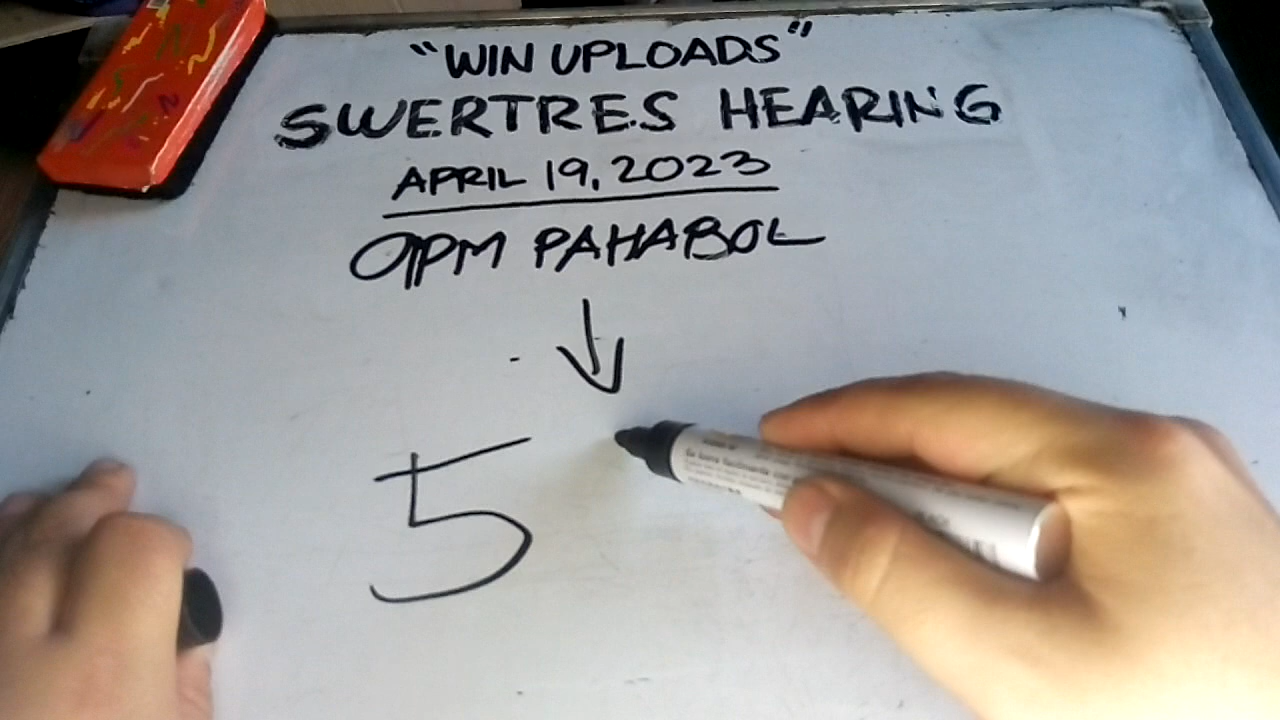 “WIN UPLOADS”
SWERTRES HEARING
APRIL 19, 2023
9PM PAHABOL
5